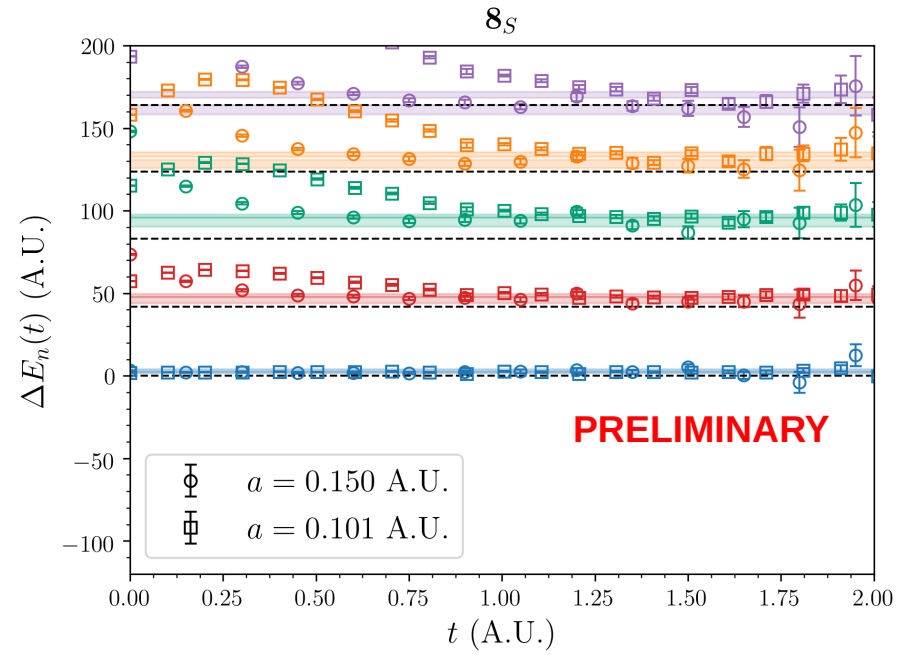 8_S
200
150
100
50
0
−50
−100
ΔE_n(t) (A.U.)
PRELIMINARY
a = 0.150 A.U.
a = 0.101 A.U.
0.00 0.25 0.50 0.75 1.00 1.25 1.50 1.75 2.00
t (A.U.)